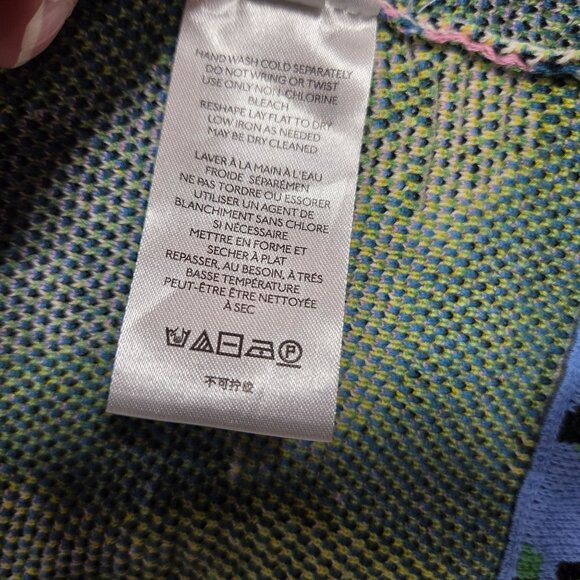 HAND WASH COLD SEPARATELY
DO NOT WRING OR TWIST
USE ONLY NON-CHLORINE
BLEACH
RESHAPE LAY FLAT TO DRY
LOW IRON AS NEEDED
MAY BE DRY CLEANED
LAVER À LA MAIN À L'EAU
FROIDE SÉPARÉMEN
NE PAS TORDRE OU ESSORER
UTILISER UN AGENT DE
BLANCHIMENT SANS CHLORE
SI NÉCESSAIRE
METTRE EN FORME ET
SECHER À PLAT
REPASSER, AU BESOIN, À TRÉS
BASSE TEMPÉRATURE
PEUT-ÊTRE ÊTRE NETTOYÉE
À SEC
P
不可拧绞